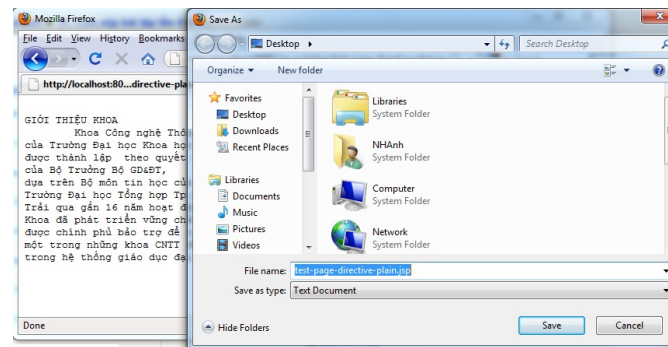 Mozilla Firefox
File Edit View History Bookmarks
http://localhost:80...directive-pla
GIỚI THIỆU KHOA
Khoa Công nghệ Thô
của Trường Đại học Khoa họ
được thành lập theo quyết
của Bộ Trưởng Bộ GD&ĐT,
dựa trên Bộ môn tin học củ
Trường Đại học Tổng hợp Tp
Trải qua gần 16 năm hoạt đ
Khoa đã phát triển vững ch
được chính phủ bảo trợ để
một trong những khoa CNTT
trong hệ thống giáo dục đạ
Done
Save As
Desktop
Search Desktop
Organize
New folder
Favorites
Desktop
Downloads
Recent Places
Libraries
Documents
Music
Pictures
Videos
Libraries
System Folder
NHAnh
System Folder
Computer
System Folder
Network
System Folder
File name: test-page-directive-plain.jsp
Save as type: Text Document
Hide Folders
Save
Cancel